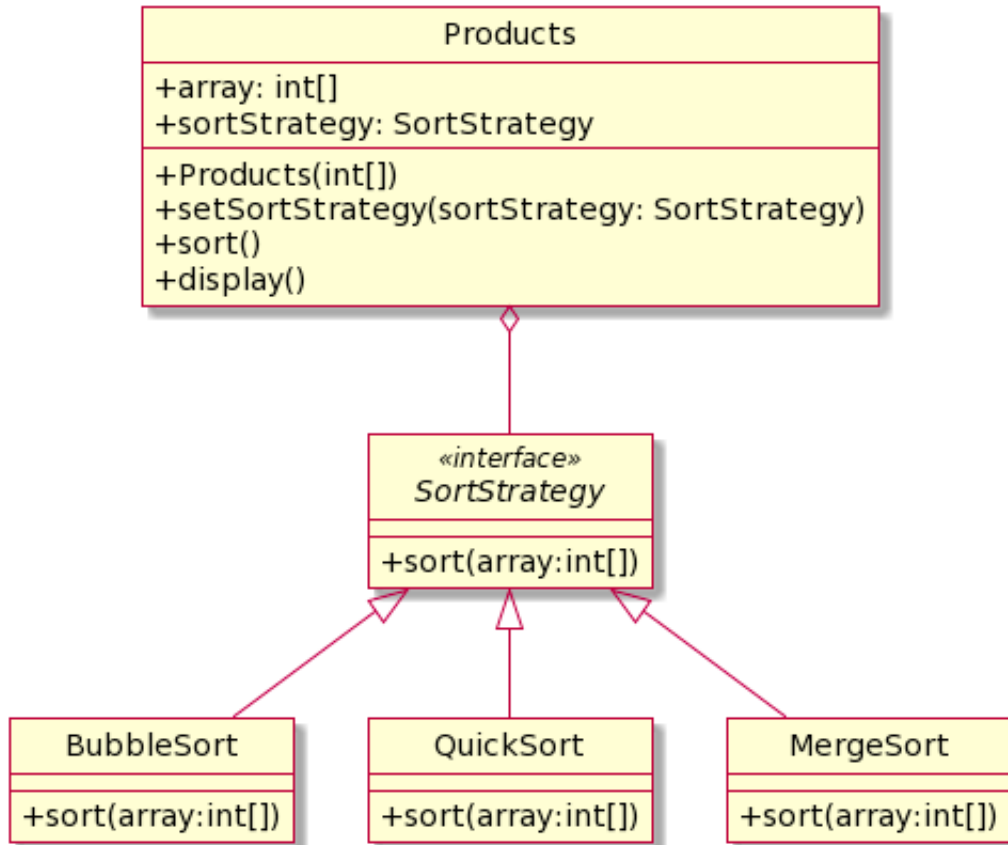 Products
+array: int[]
+sortStrategy: SortStrategy
+Products(int[])
+setSortStrategy(sortStrategy: SortStrategy)
+sort()
+display()
«interface»
SortStrategy
+sort(array:int[])
BubbleSort
+sort(array:int[])
QuickSort
+sort(array:int[])
MergeSort
+sort(array:int[])